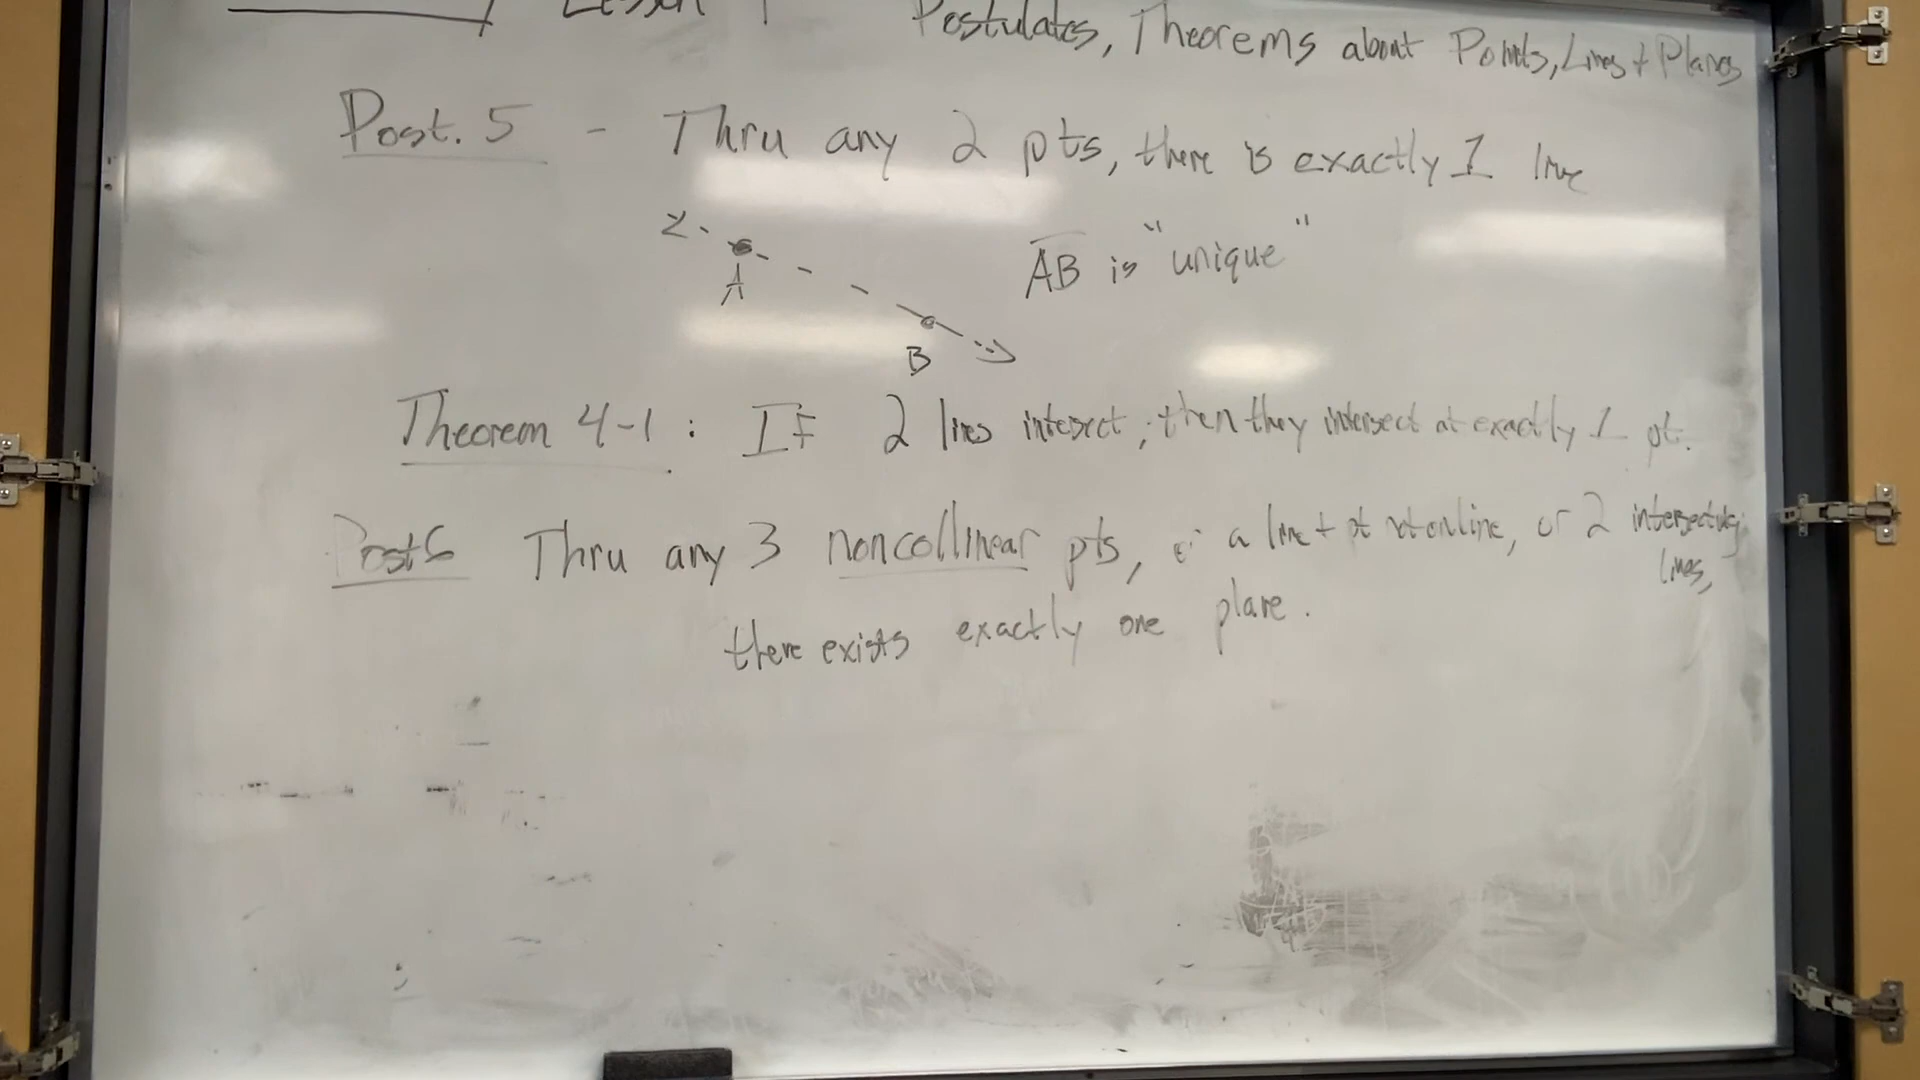 Lesson
Postulates, Theorems about Points, Lines + Planes
Post. 5 - Thru any 2 pts, there is exactly 1 line
A
B
AB is "unique"
Theorem 4-1 : If 2 lines intersect, then they intersect at exactly 1 pt.
Post 6 Thru any 3 noncollinear pts, or a line + pt not on line, or 2 intersecting
lines,
there exists exactly one plane.